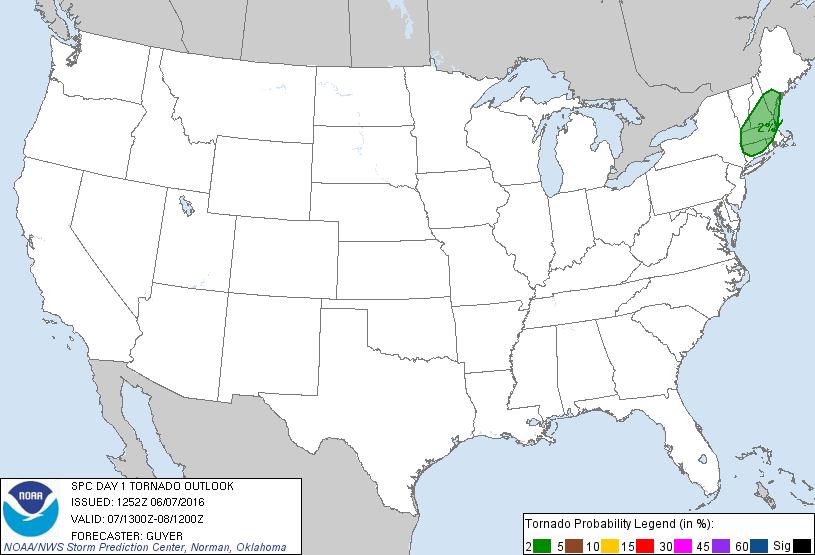 2%
NOAA
SPC DAY 1 TORNADO OUTLOOK
ISSUED: 1252Z 06/07/2016
VALID: 07/1300Z-08/1200Z
FORECASTER: GUYER
NOAA/NWS Storm Prediction Center, Norman, Oklahoma
Tornado Probability Legend (in %):
2 5 10 15 30 45 60 Sig